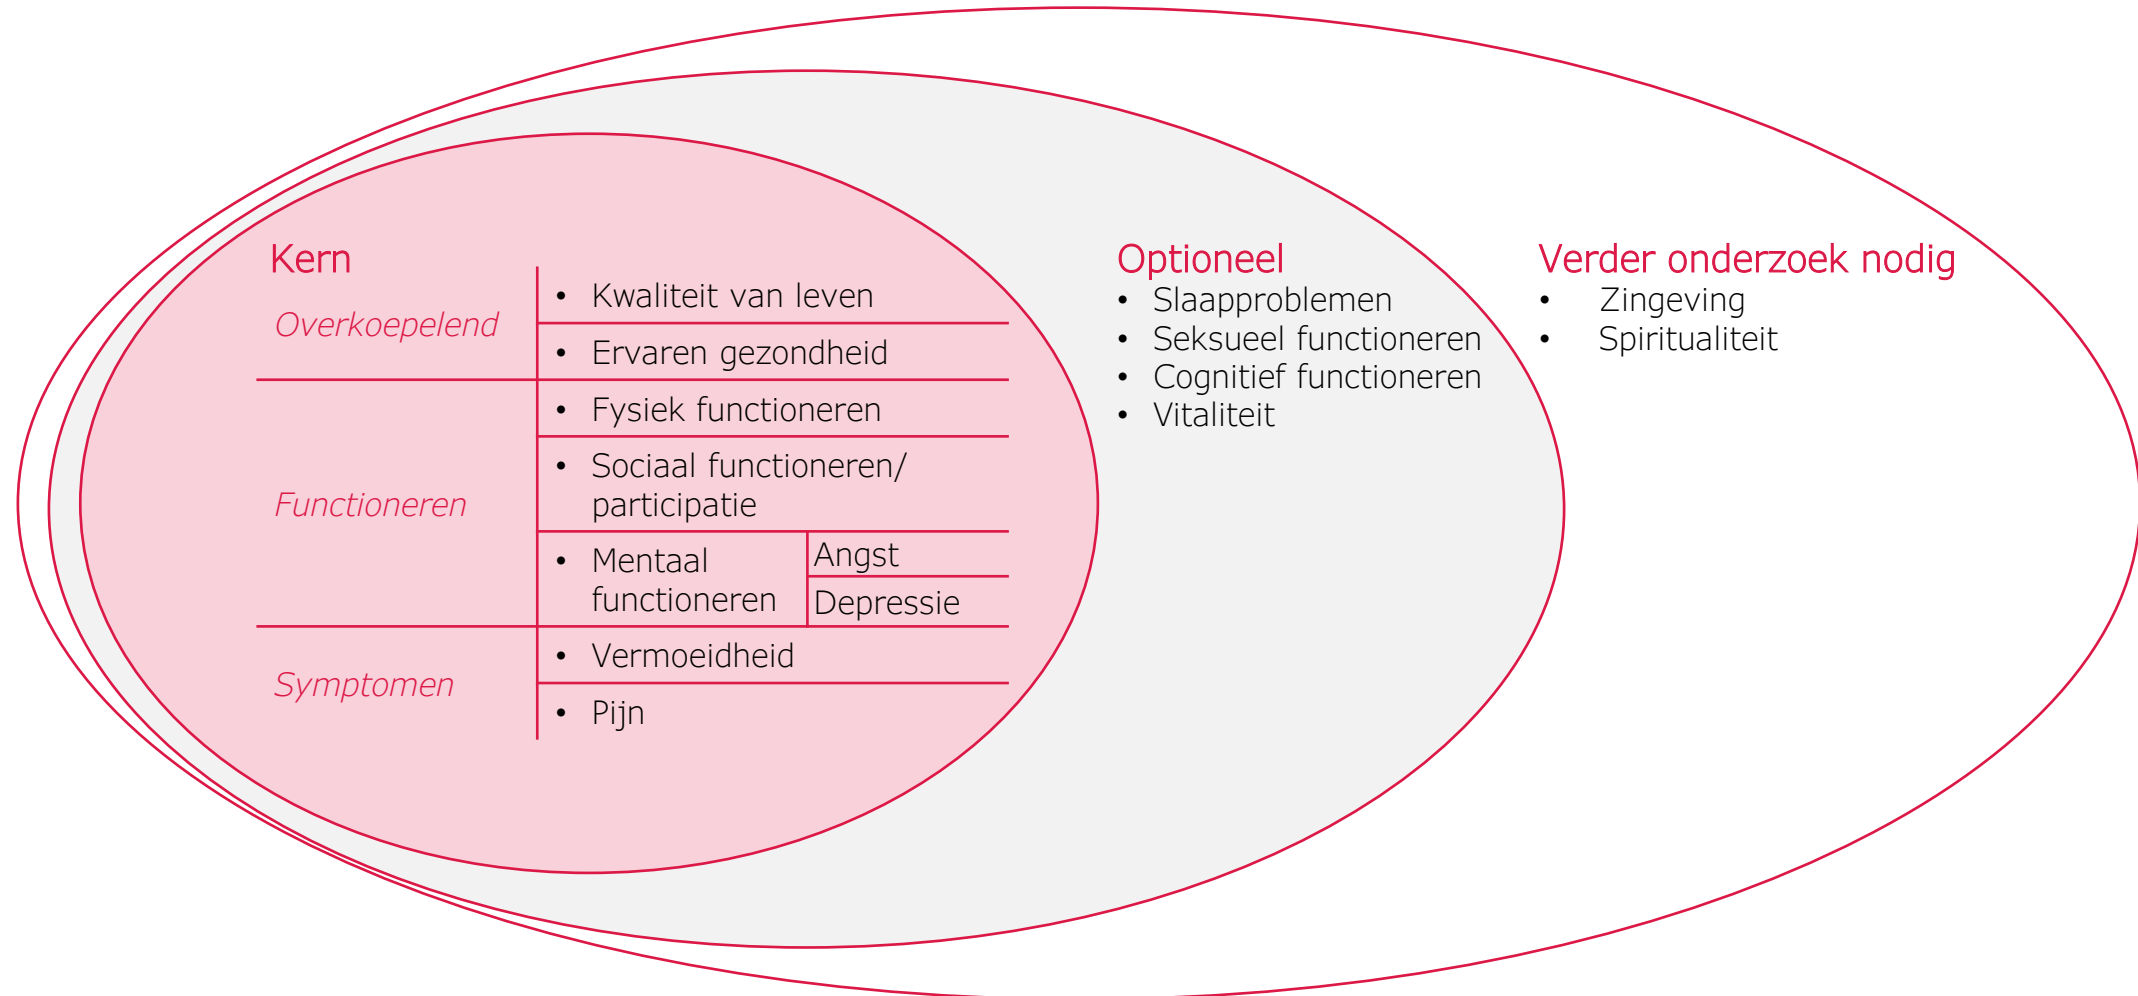 Kern
Overkoepelend
• Kwaliteit van leven
• Ervaren gezondheid
Functioneren
• Fysiek functioneren
• Sociaal functioneren/
participatie
• Mentaal
functioneren
Angst
Depressie
Symptomen
• Vermoeidheid
• Pijn
Optioneel
• Slaapproblemen
• Seksueel functioneren
• Cognitief functioneren
• Vitaliteit
Verder onderzoek nodig
• Zingeving
• Spiritualiteit